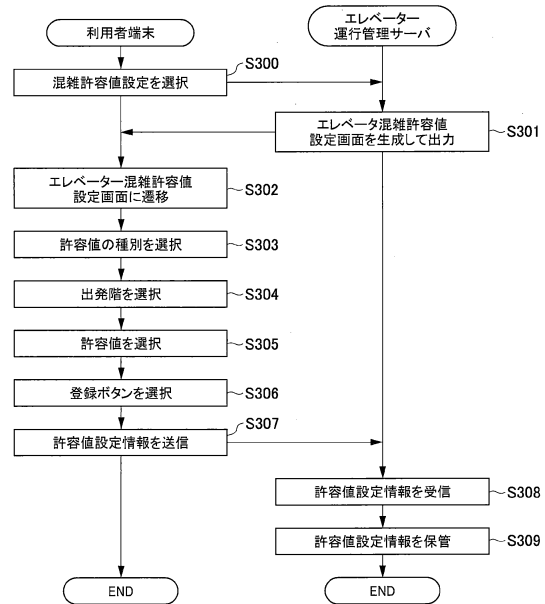 利用者端末
エレベーター
運行管理サーバ
混雑許容値設定を選択
S300
エレベータ混雑許容値
設定画面を生成して出力
S301
エレベーター混雑許容値
設定画面に遷移
S302
許容値の種別を選択
S303
出発階を選択
S304
許容値を選択
S305
登録ボタンを選択
S306
許容値設定情報を送信
S307
許容値設定情報を受信
S308
許容値設定情報を保管
S309
END
END